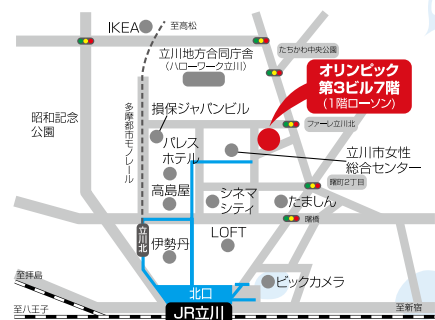 IKEA
至高松
立川地方合同庁舎
(ハローワーク立川)
たちかわ中央公園
オリンピック
第3ビル7階
(1階ローソン)
昭和記念
公園
多摩都市モノレール
損保ジャパンビル
ファーレ立川北
パレス
ホテル
立川市女性
総合センター
高島屋
シネマ
シティ
曙町2丁目
たましん
曙橋
立川北
伊勢丹
LOFT
至拝島
北口
ビックカメラ
至八王子
JR立川
至新宿